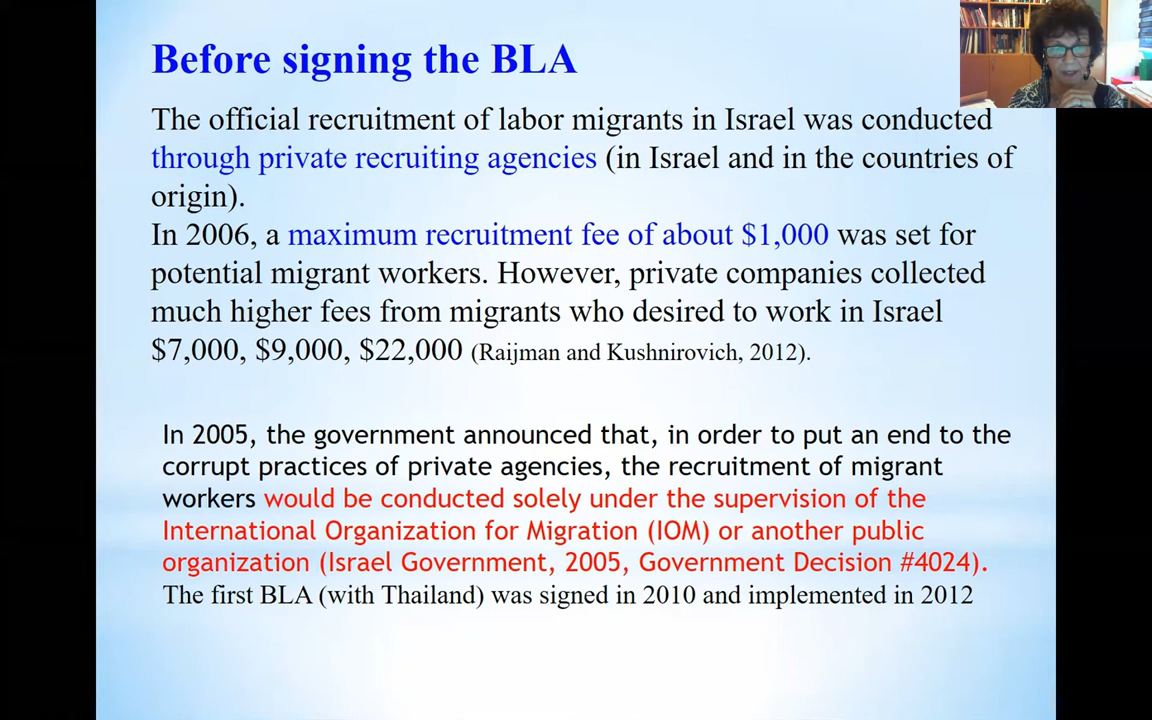 Before signing the BLA
The official recruitment of labor migrants in Israel was conducted
through private recruiting agencies (in Israel and in the countries of
origin).
In 2006, a maximum recruitment fee of about $1,000 was set for
potential migrant workers. However, private companies collected
much higher fees from migrants who desired to work in Israel
$7,000, $9,000, $22,000 (Raijman and Kushnirovich, 2012).
In 2005, the government announced that, in order to put an end to the
corrupt practices of private agencies, the recruitment of migrant
workers would be conducted solely under the supervision of the
International Organization for Migration (IOM) or another public
organization (Israel Government, 2005, Government Decision #4024).
The first BLA (with Thailand) was signed in 2010 and implemented in 2012